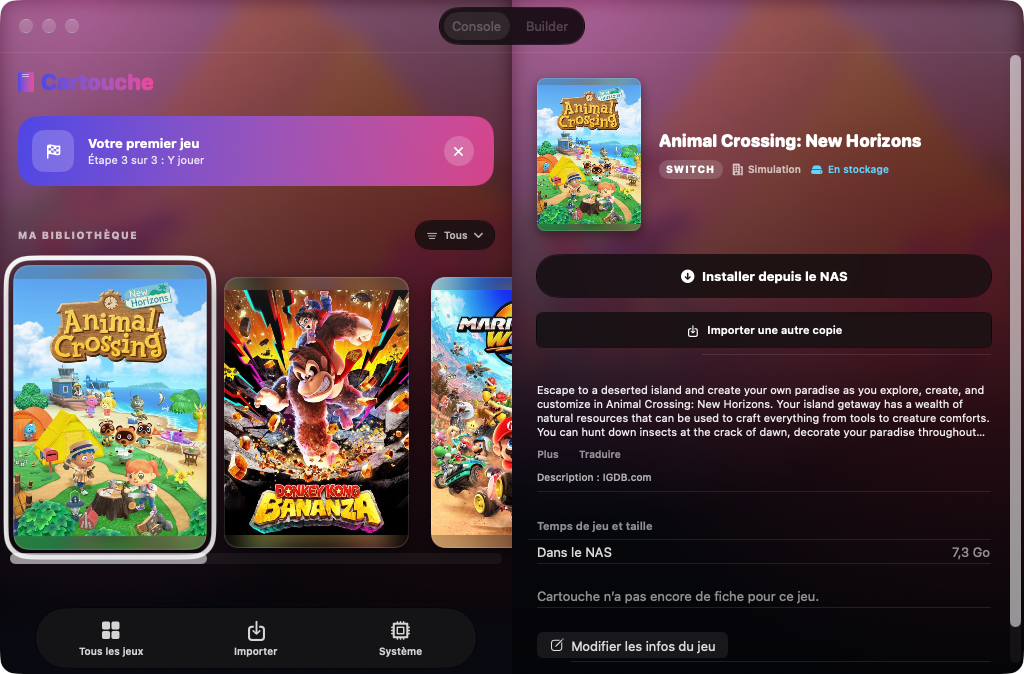 Console
Builder
Cartouche
Votre premier jeu
Étape 3 sur 3 : Y jouer
MA BIBLIOTHÈQUE
Tous
New Horizons
Animal Crossing
DONKEY KONG
BANANZA
Tous les jeux
Importer
Système
New Horizons
Animal Crossing
Animal Crossing: New Horizons
SWITCH
Simulation
En stockage
Installer depuis le NAS
Importer une autre copie
Escape to a deserted island and create your own paradise as you explore, create, and
customize in Animal Crossing: New Horizons. Your island getaway has a wealth of
natural resources that can be used to craft everything from tools to creature comforts.
You can hunt down insects at the crack of dawn, decorate your paradise throughout...
Plus
Traduire
Description : IGDB.com
Temps de jeu et taille
Dans le NAS
7,3 Go
Cartouche n’a pas encore de fiche pour ce jeu.
Modifier les infos du jeu